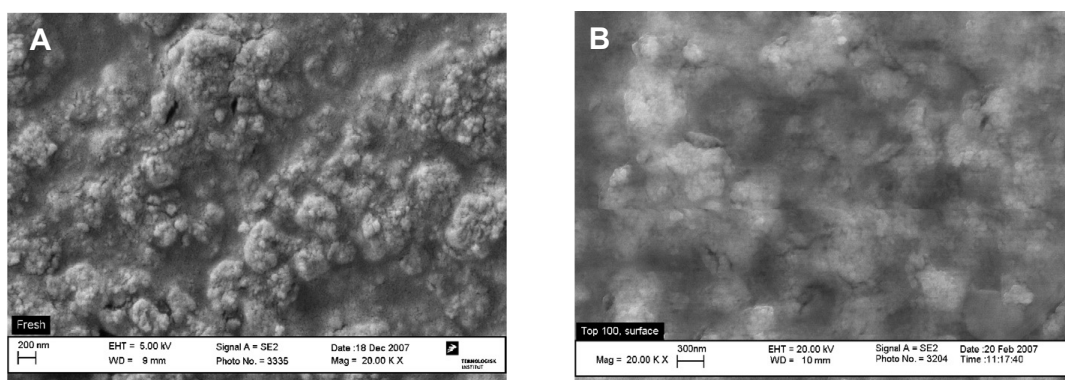 A
Fresh
200 nm
EHT = 5.00 kV
Signal A = SE2
Date :18 Dec 2007
WD = 9 mm
Photo No. = 3335
Mag = 20.00 K X
TEKNOLOGISK
INSTITUT
B
Top 100, surface
Mag = 20.00 K X
300nm
EHT = 20.00 kV
Signal A = SE2
Date :20 Feb 2007
WD = 10 mm
Photo No. = 3204
Time :11:17:40